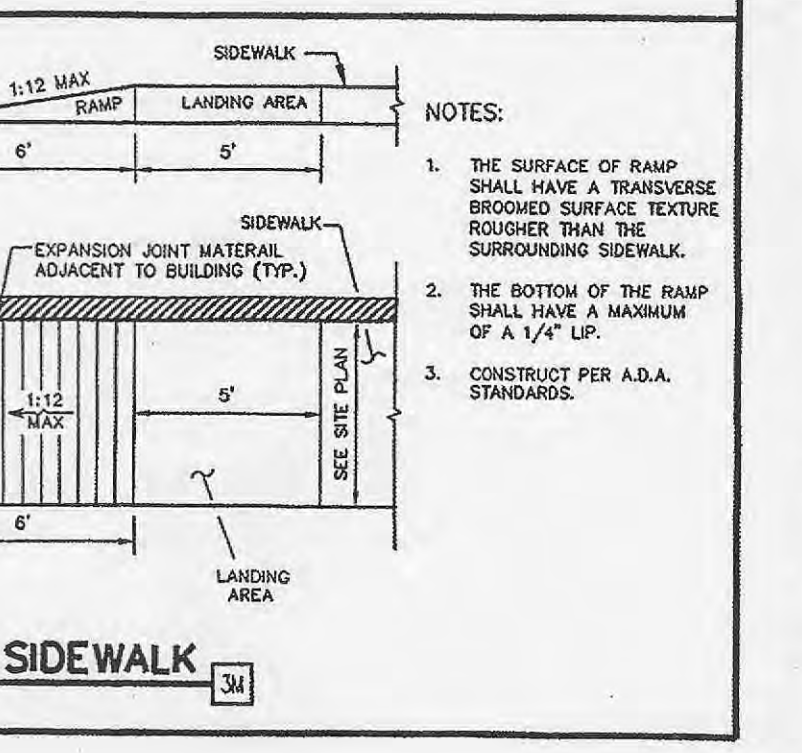 SIDEWALK
1:12 MAX
RAMP
LANDING AREA
6'
5'
SIDEWALK
EXPANSION JOINT MATERAIL
ADJACENT TO BUILDING (TYP.)
1:12
MAX
5'
SEE SITE PLAN
6'
LANDING
AREA
SIDEWALK
3M
NOTES:
1. THE SURFACE OF RAMP
SHALL HAVE A TRANSVERSE
BROOMED SURFACE TEXTURE
ROUGHER THAN THE
SURROUNDING SIDEWALK.
2. THE BOTTOM OF THE RAMP
SHALL HAVE A MAXIMUM
OF A 1/4" LIP.
3. CONSTRUCT PER A.D.A.
STANDARDS.